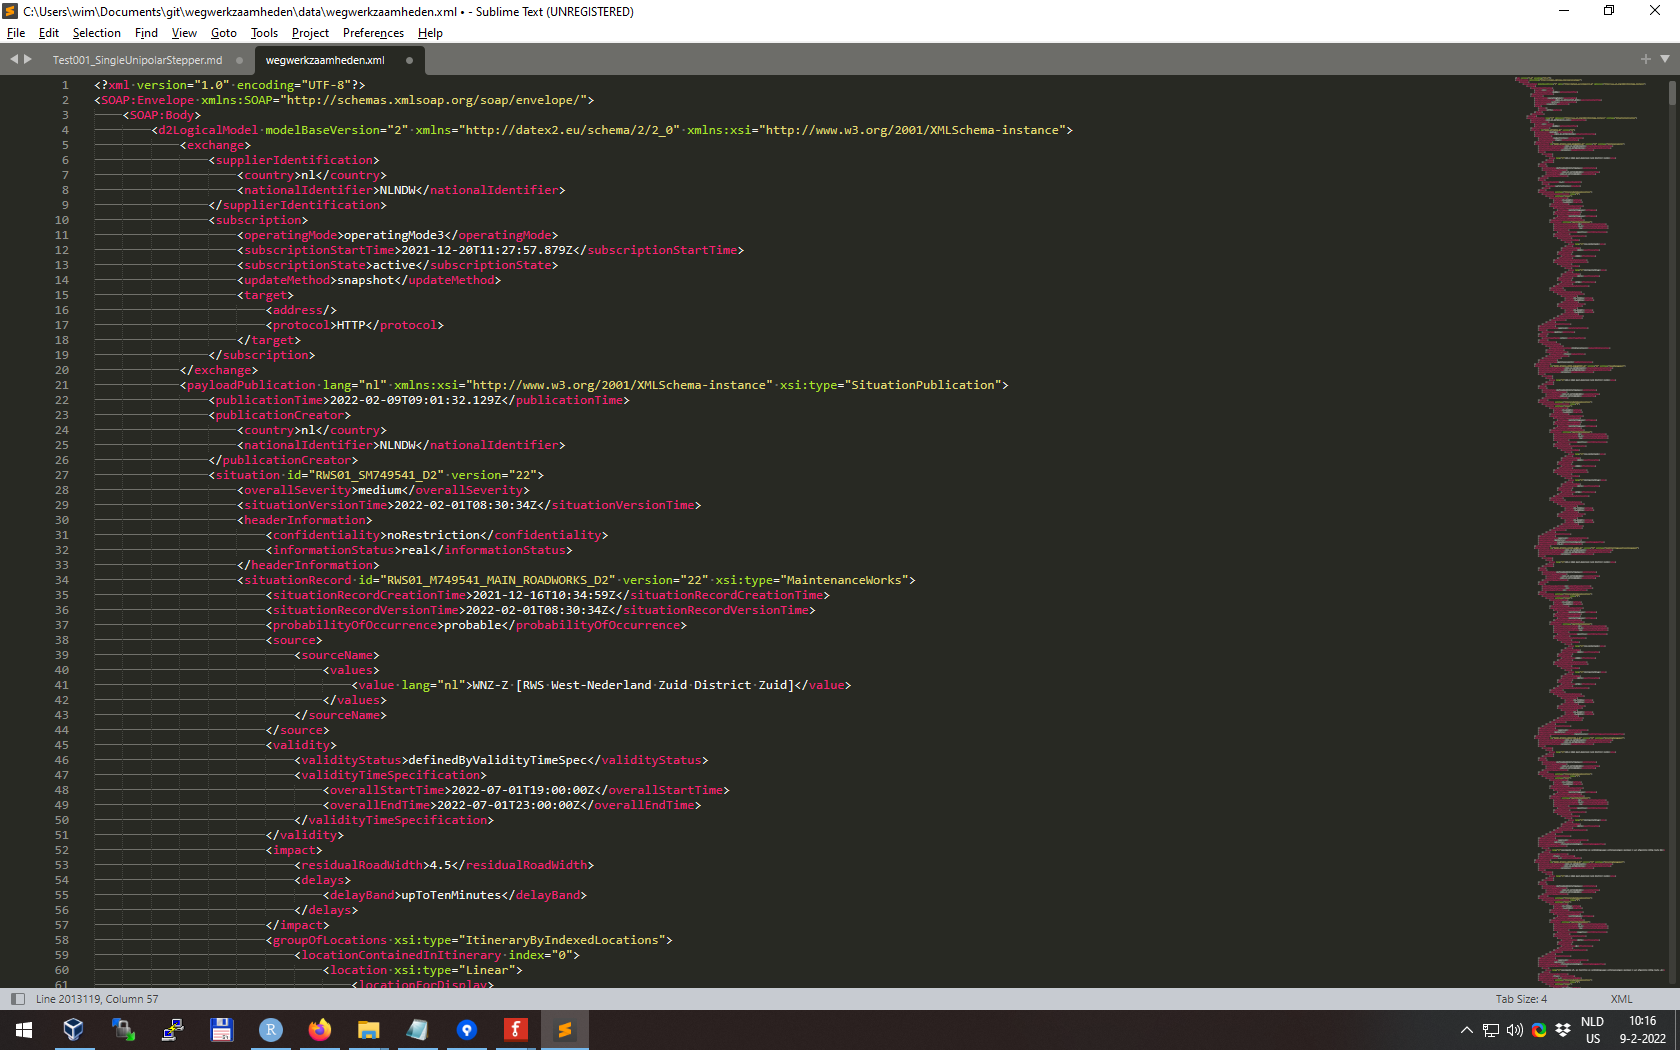 C:\Users\wim\Documents\git\wegwerkzaamheden\data\wegwerkzaamheden.xml • - Sublime Text (UNREGISTERED)
File Edit Selection Find View Goto Tools Project Preferences Help
Test001_SingleUnipolarStepper.md wegwerkzaamheden.xml
1 <?xml version="1.0" encoding="UTF-8"?>
2 <SOAP:Envelope xmlns:SOAP="http://schemas.xmlsoap.org/soap/envelope/">
3 <SOAP:Body>
4 <d2LogicalModel modelBaseVersion="2" xmlns="http://datex2.eu/schema/2/2_0" xmlns:xsi="http://www.w3.org/2001/XMLSchema-instance">
5 <exchange>
6 <supplierIdentification>
7 <country>nl</country>
8 <nationalIdentifier>NLNDW</nationalIdentifier>
9 </supplierIdentification>
10 <subscription>
11 <operatingMode>operatingMode3</operatingMode>
12 <subscriptionStartTime>2021-12-20T11:27:57.879Z</subscriptionStartTime>
13 <subscriptionState>active</subscriptionState>
14 <updateMethod>snapshot</updateMethod>
15 <target>
16 <address/>
17 <protocol>HTTP</protocol>
18 </target>
19 </subscription>
20 </exchange>
21 <payloadPublication lang="nl" xmlns:xsi="http://www.w3.org/2001/XMLSchema-instance" xsi:type="SituationPublication">
22 <publicationTime>2022-02-09T09:01:32.129Z</publicationTime>
23 <publicationCreator>
24 <country>nl</country>
25 <nationalIdentifier>NLNDW</nationalIdentifier>
26 </publicationCreator>
27 <situation id="RWS01_SM749541_D2" version="22">
28 <overallSeverity>medium</overallSeverity>
29 <situationVersionTime>2022-02-01T08:30:34Z</situationVersionTime>
30 <headerInformation>
31 <confidentiality>noRestriction</confidentiality>
32 <informationStatus>real</informationStatus>
33 </headerInformation>
34 <situationRecord id="RWS01_M749541_MAIN_ROADWORKS_D2" version="22" xsi:type="MaintenanceWorks">
35 <situationRecordCreationTime>2021-12-16T10:34:59Z</situationRecordCreationTime>
36 <situationRecordVersionTime>2022-02-01T08:30:34Z</situationRecordVersionTime>
37 <probabilityOfOccurrence>probable</probabilityOfOccurrence>
38 <source>
39 <sourceName>
40 <values>
41 <value lang="nl">WNZ-Z [RWS West-Nederland Zuid District Zuid]</value>
42 </values>
43 </sourceName>
44 </source>
45 <validity>
46 <validityStatus>definedByValidityTimeSpec</validityStatus>
47 <validityTimeSpecification>
48 <overallStartTime>2022-07-01T19:00:00Z</overallStartTime>
49 <overallEndTime>2022-07-01T23:00:00Z</overallEndTime>
50 </validityTimeSpecification>
51 </validity>
52 <impact>
53 <residualRoadWidth>4.5</residualRoadWidth>
54 <delays>
55 <delayBand>upToTenMinutes</delayBand>
56 </delays>
57 </impact>
58 <groupOfLocations xsi:type="ItineraryByIndexedLocations">
59 <locationContainedInItinerary index="0">
60 <location xsi:type="Linear">
61 <locationForDisplay>
Line 2013119, Column 57 Tab Size: 4 XML
NLD 10:16
US 9-2-2022